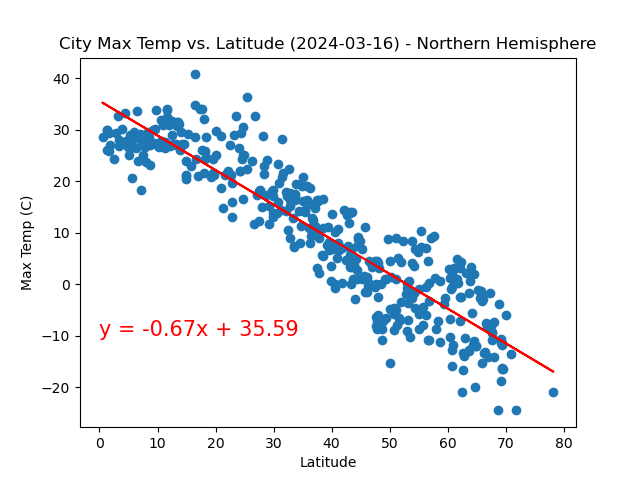 City Max Temp vs. Latitude (2024-03-16) - Northern Hemisphere
40
30
20
10
0
−10
−20
Max Temp (C)
y = -0.67x + 35.59
0 10 20 30 40 50 60 70 80
Latitude